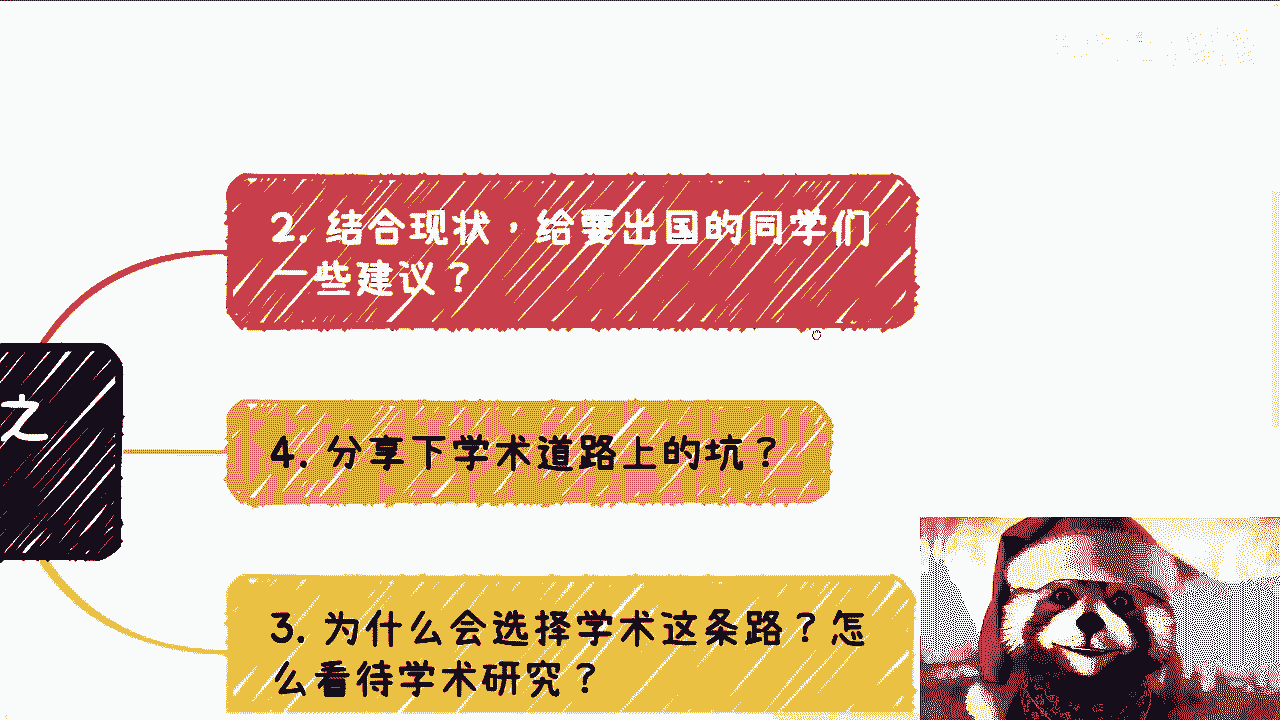 2. 结合现状，给要出国的同学们
一些建议？
之
4. 分享下学术道路上的坑？
3. 为什么会选择学术这条路？怎
么看待学术研究？